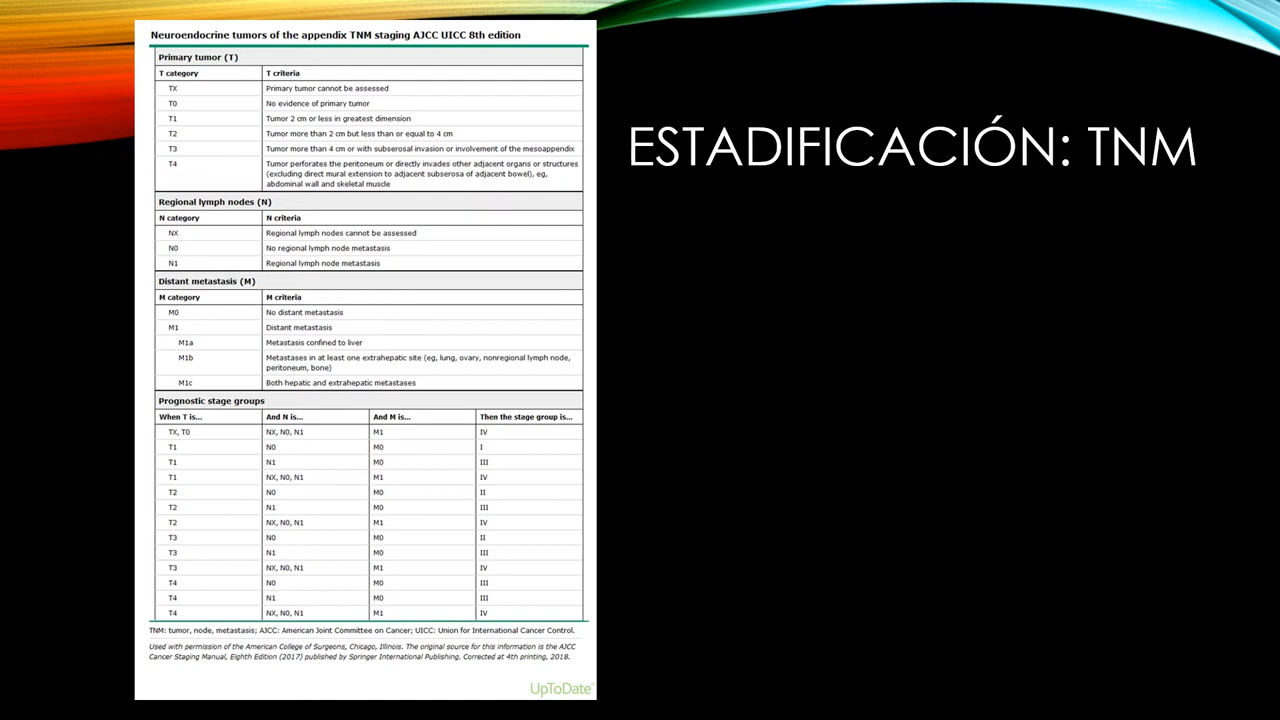 Neuroendocrine tumors of the appendix TNM staging AJCC UICC 8th edition
Primary tumor (T)
T category T criteria
TX Primary tumor cannot be assessed
T0 No evidence of primary tumor
T1 Tumor 2 cm or less in greatest dimension
T2 Tumor more than 2 cm but less than or equal to 4 cm
T3 Tumor more than 4 cm or with subserosal invasion or involvement of the mesoappendix
T4 Tumor perforates the peritoneum or directly invades other adjacent organs or structures
(excluding direct mural extension to adjacent subserosa of adjacent bowel), eg,
abdominal wall and skeletal muscle
Regional lymph nodes (N)
N category N criteria
NX Regional lymph nodes cannot be assessed
N0 No regional lymph node metastasis
N1 Regional lymph node metastasis
Distant metastasis (M)
M category M criteria
M0 No distant metastasis
M1 Distant metastasis
M1a Metastasis confined to liver
M1b Metastases in at least one extrahepatic site (eg, lung, ovary, nonregional lymph node,
peritoneum, bone)
M1c Both hepatic and extrahepatic metastases
Prognostic stage groups
When T is... And N is... And M is... Then the stage group is...
TX, T0 NX, N0, N1 M1 IV
T1 N0 M0 I
T1 N1 M0 III
T1 NX, N0, N1 M1 IV
T2 N0 M0 II
T2 N1 M0 III
T2 NX, N0, N1 M1 IV
T3 N0 M0 II
T3 N1 M0 III
T3 NX, N0, N1 M1 IV
T4 N0 M0 III
T4 N1 M0 III
T4 NX, N0, N1 M1 IV
TNM: tumor, node, metastasis; AJCC: American Joint Committee on Cancer; UICC: Union for International Cancer Control.
Used with permission of the American College of Surgeons, Chicago, Illinois. The original source for this information is the AJCC
Cancer Staging Manual, Eighth Edition (2017) published by Springer International Publishing. Corrected at 4th printing, 2018.
UpToDate®
ESTADIFICACIÓN: TNM